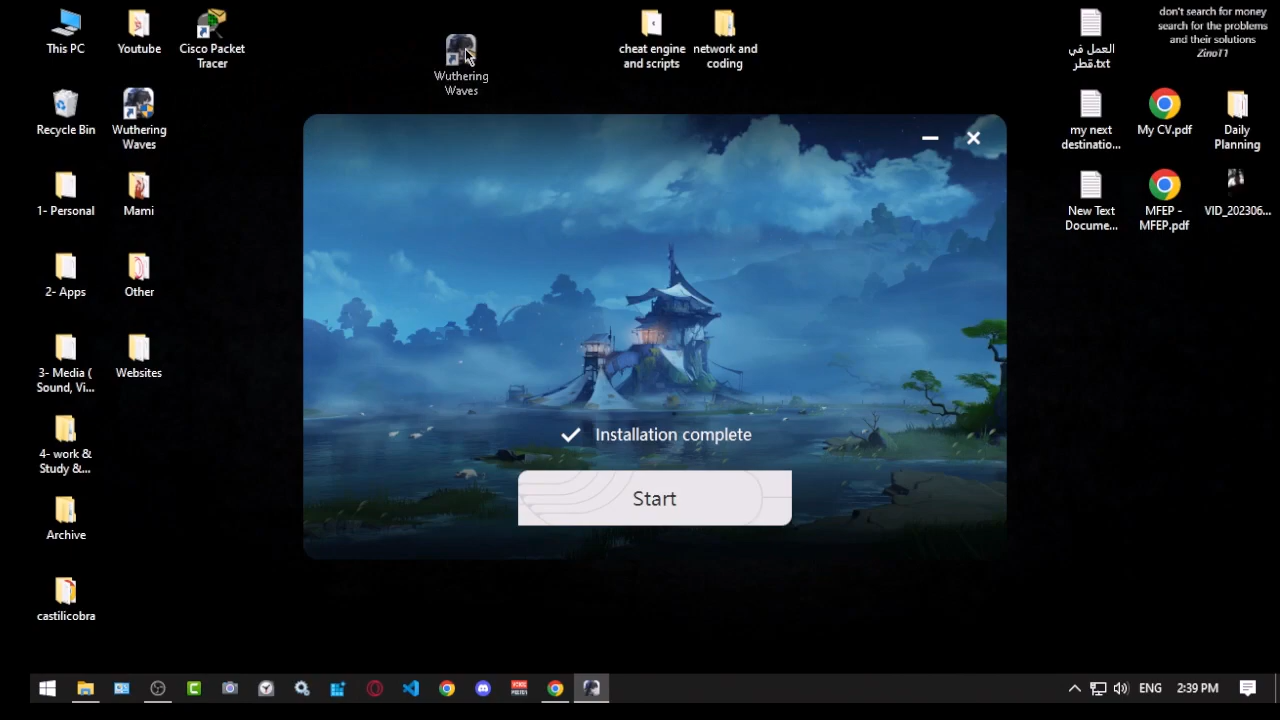 This PC
Youtube
Cisco Packet
Tracer
Wuthering
Waves
cheat engine
and scripts
network and
coding
العمل في
قطر.txt
don't search for money
search for the problems
and their solutions
ZinoT1
Recycle Bin
Wuthering
Waves
my next
destinatio...
My CV.pdf
Daily
Planning
1- Personal
Mami
New Text
Docume...
MFEP -
MFEP.pdf
VID_202306...
2- Apps
Other
3- Media (
Sound, Vi...
Websites
4- work &
Study &...
Archive
castilicobra
Installation complete
Start
ENG
2:39 PM